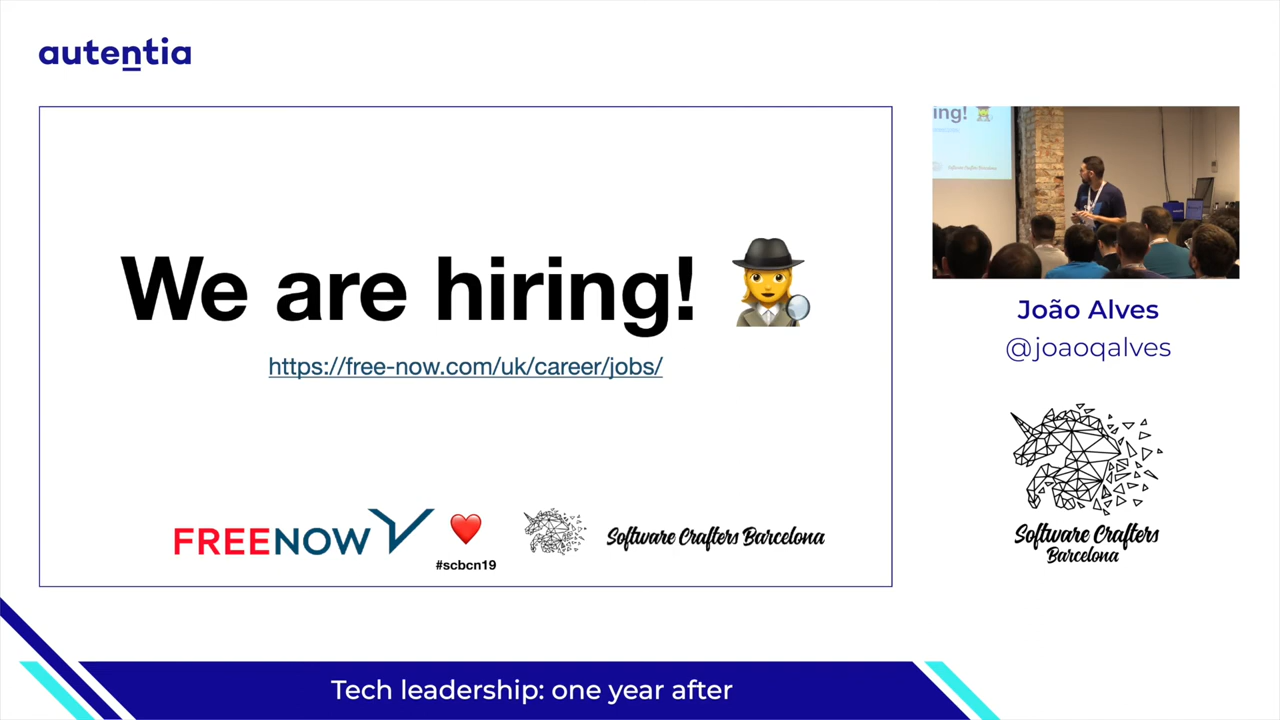 autentia
We are hiring!
https://free-now.com/uk/career/jobs/
FREENOW
#scbcn19
Software Crafters Barcelona
ing!
João Alves
@joaoqalves
Software Crafters
Barcelona
Tech leadership: one year after